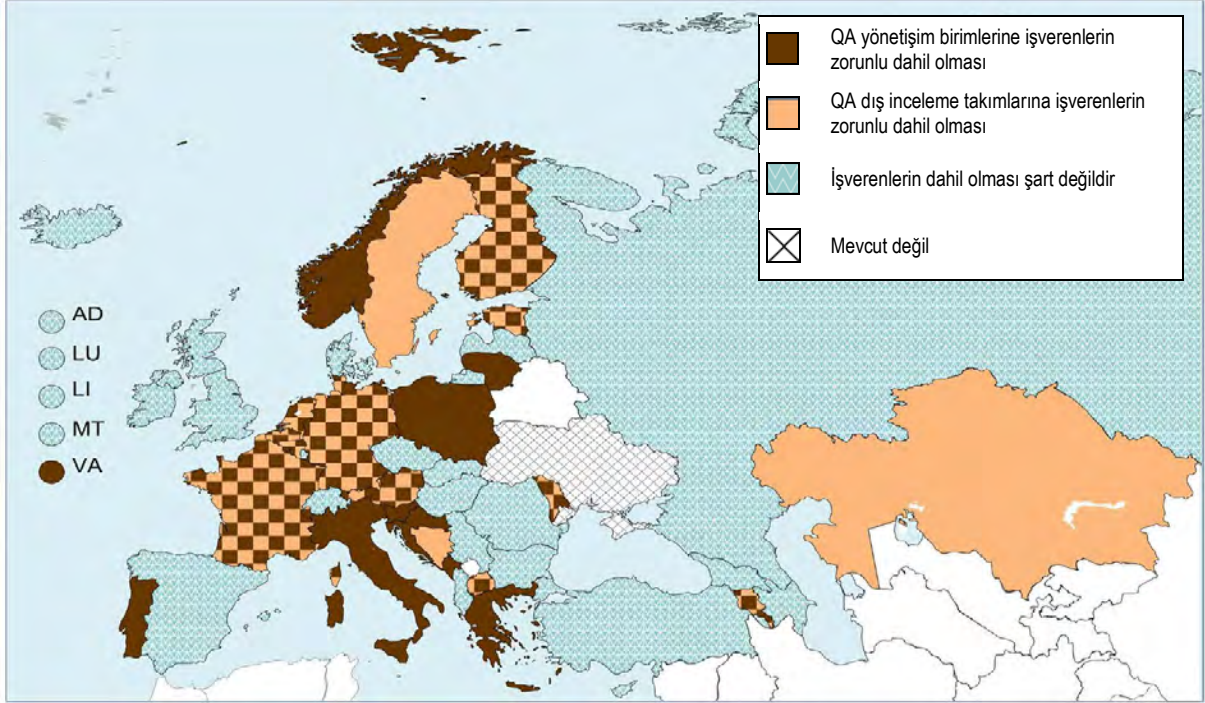 QA yönetişim birimlerine işverenlerin
zorunlu dahil olması
QA dış inceleme takımlarına işverenlerin
zorunlu dahil olması
İşverenlerin dahil olması şart değildir
Mevcut değil
AD
LU
LI
MT
VA